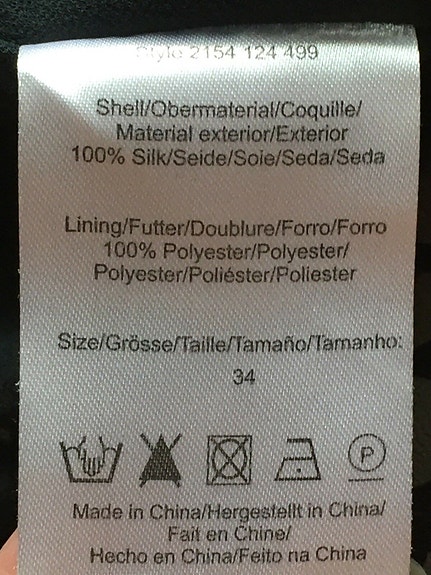 Style 2154 124 499
Shell/Obermaterial/Coquille/
Material exterior/Exterior
100% Silk/Seide/Soie/Seda/Seda
Lining/Futter/Doublure/Forro/Forro
100% Polyester/Polyester/
Polyester/Poliéster/Poliester
Size/Grösse/Taille/Tamaño/Tamanho:
34
P
Made in China/Hergestellt in China/
Fait en Chine/
Hecho en China/Feito na China